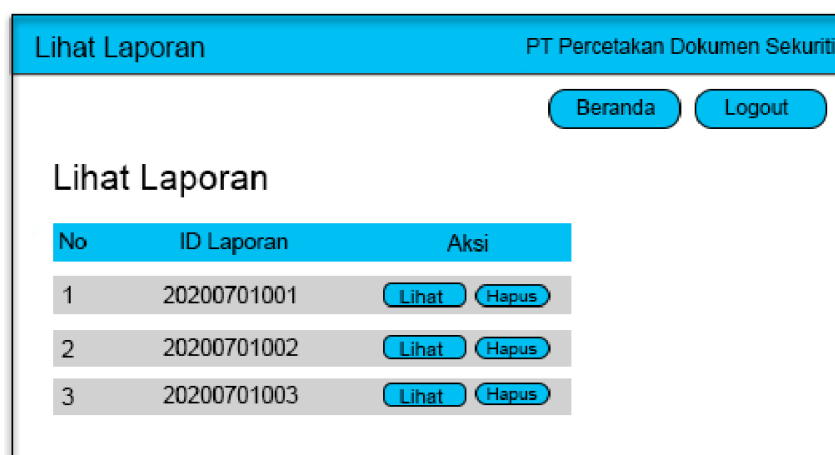 Lihat Laporan PT Percetakan Dokumen Sekuriti
Beranda Logout
Lihat Laporan
No ID Laporan Aksi
1 20200701001 Lihat Hapus
2 20200701002 Lihat Hapus
3 20200701003 Lihat Hapus